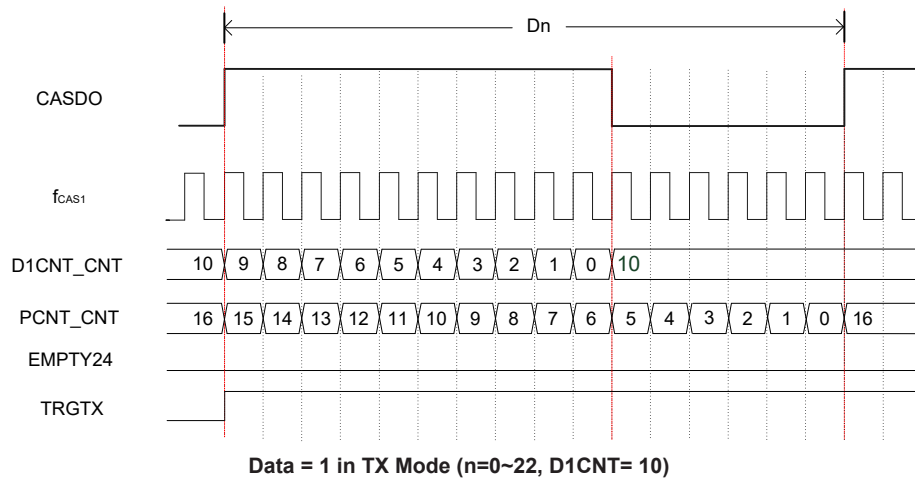 Dn
CASDO
fCAS1
D1CNT_CNT 10 9 8 7 6 5 4 3 2 1 0 10
PCNT_CNT 16 15 14 13 12 11 10 9 8 7 6 5 4 3 2 1 0 16
EMPTY24
TRGTX
Data = 1 in TX Mode (n=0~22, D1CNT= 10)